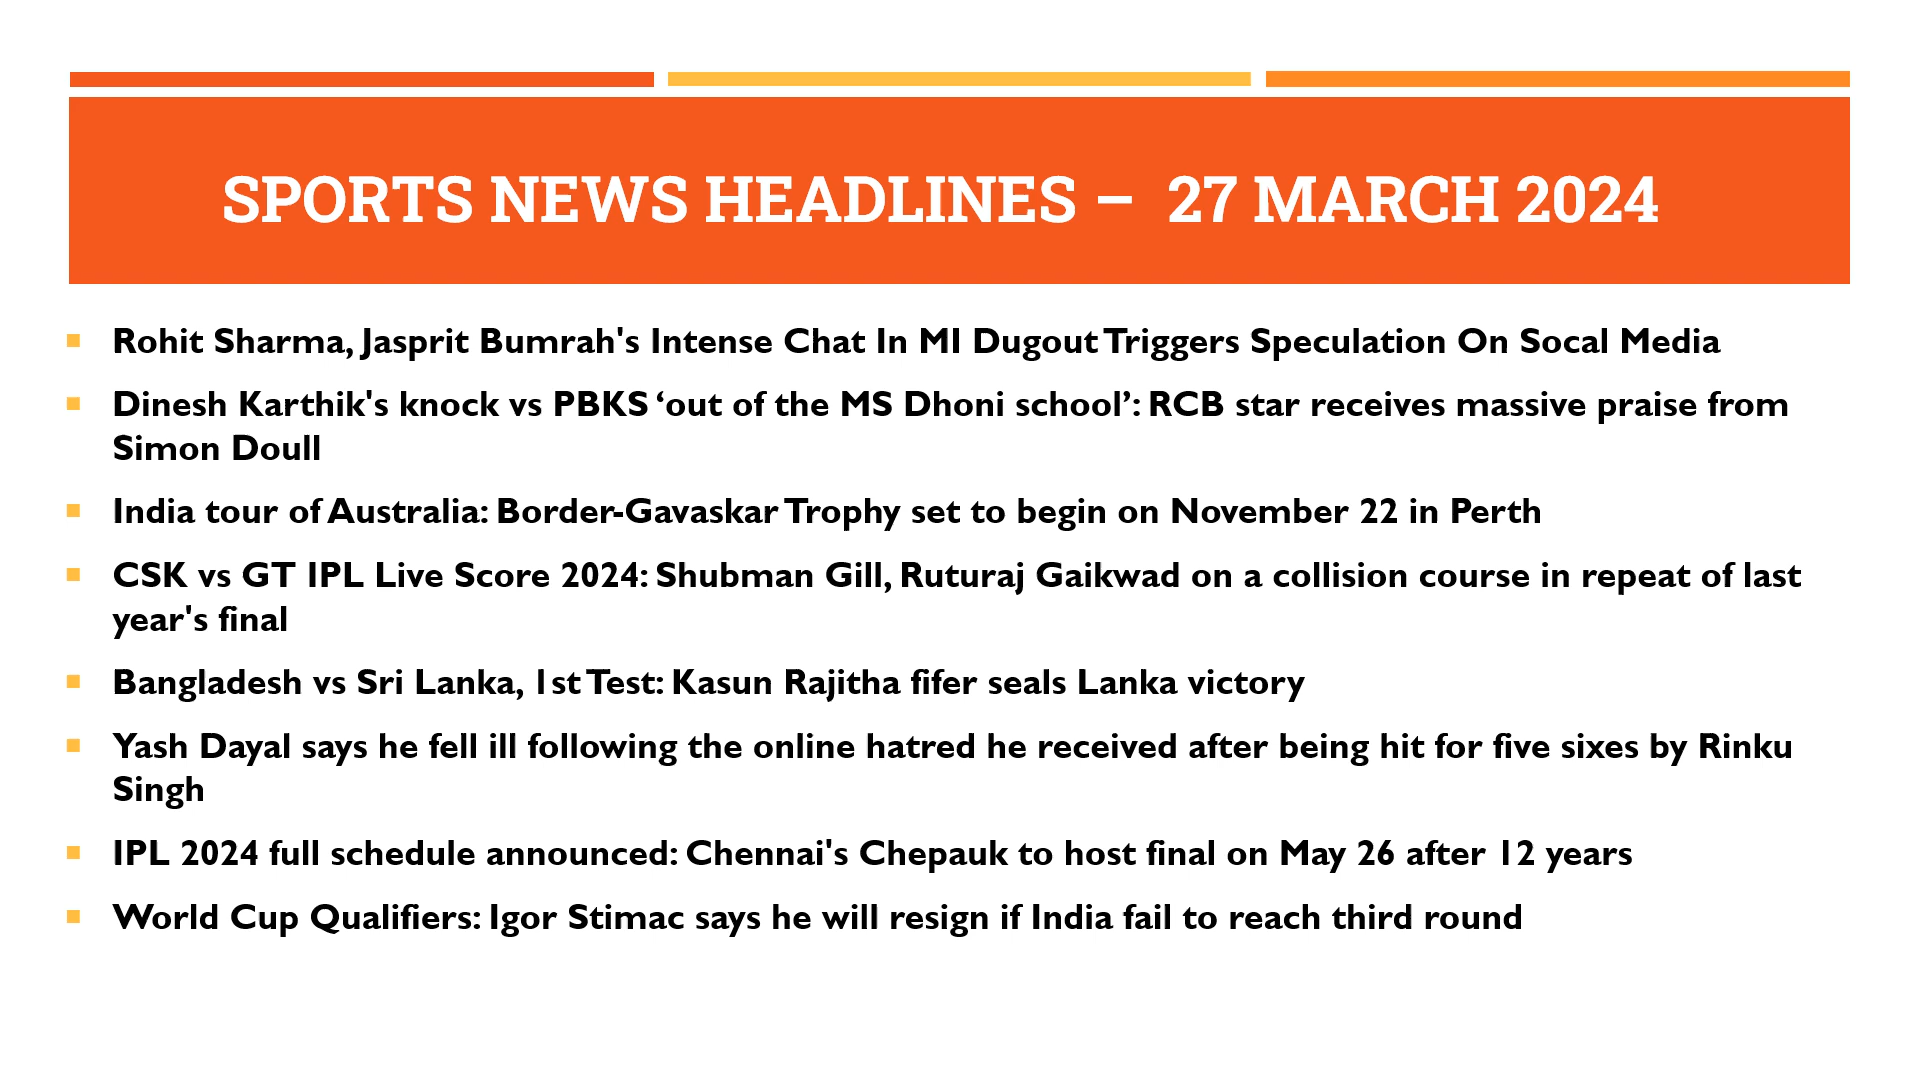 SPORTS NEWS HEADLINES – 27 MARCH 2024
Rohit Sharma, Jasprit Bumrah's Intense Chat In MI Dugout Triggers Speculation On Socal Media
Dinesh Karthik's knock vs PBKS ‘out of the MS Dhoni school’: RCB star receives massive praise from
Simon Doull
India tour of Australia: Border-Gavaskar Trophy set to begin on November 22 in Perth
CSK vs GT IPL Live Score 2024: Shubman Gill, Ruturaj Gaikwad on a collision course in repeat of last
year's final
Bangladesh vs Sri Lanka, 1st Test: Kasun Rajitha fifer seals Lanka victory
Yash Dayal says he fell ill following the online hatred he received after being hit for five sixes by Rinku
Singh
IPL 2024 full schedule announced: Chennai's Chepauk to host final on May 26 after 12 years
World Cup Qualifiers: Igor Stimac says he will resign if India fail to reach third round